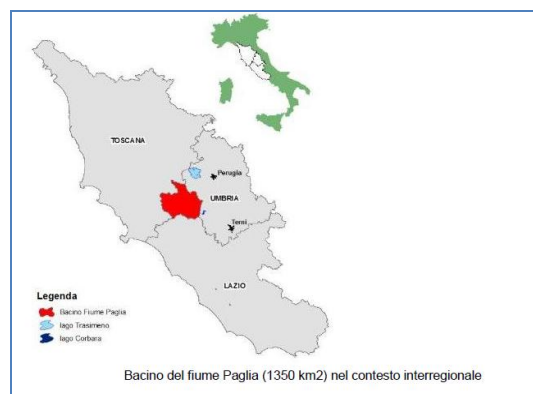 TOSCANA
Perugia
UMBRIA
Terni
LAZIO
Legenda
Bacino Fiume Paglia
lago Trasimeno
lago Corbara
Bacino del fiume Paglia (1350 km2) nel contesto interregionale